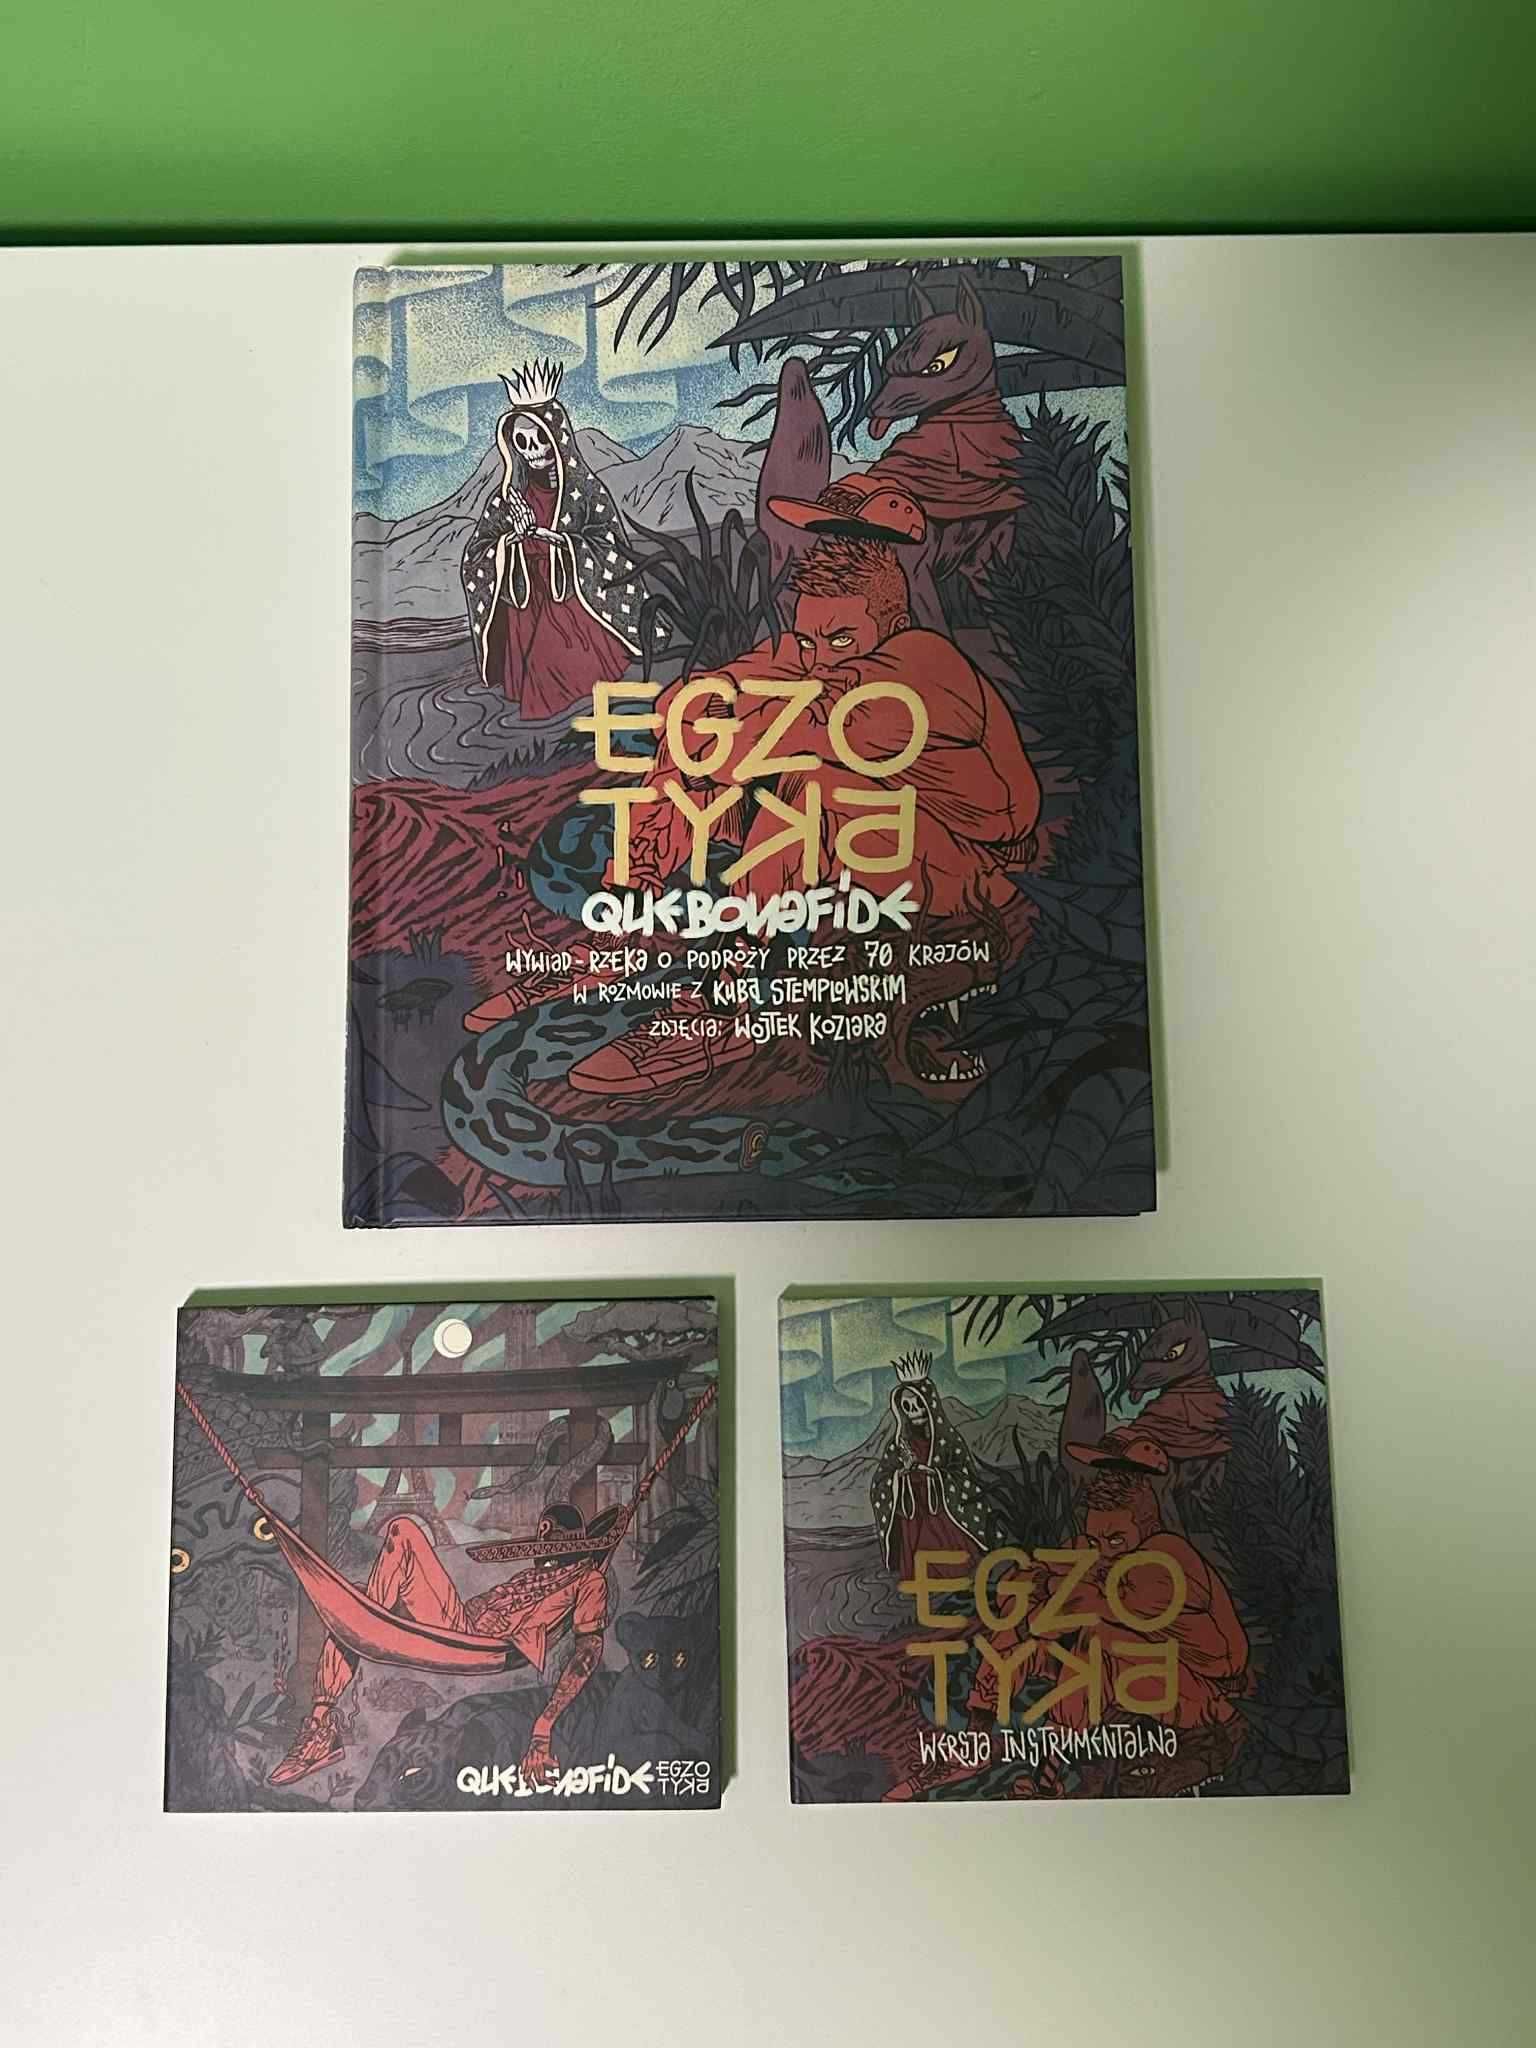 EGZO
TYKA
QUEBONAFIDE
WYWIAD-RZEKA O PODRÓŻY PRZEZ 70 KRAJÓW
W ROZMOWIE Z KUBĄ STEMPLOWSKIM
ZDJĘCIA: WOJTEK KOZIARA
QUEBONAFIDE EGZO
TYKA
EGZO
TYKA
WERSJA INSTRUMENTALNA